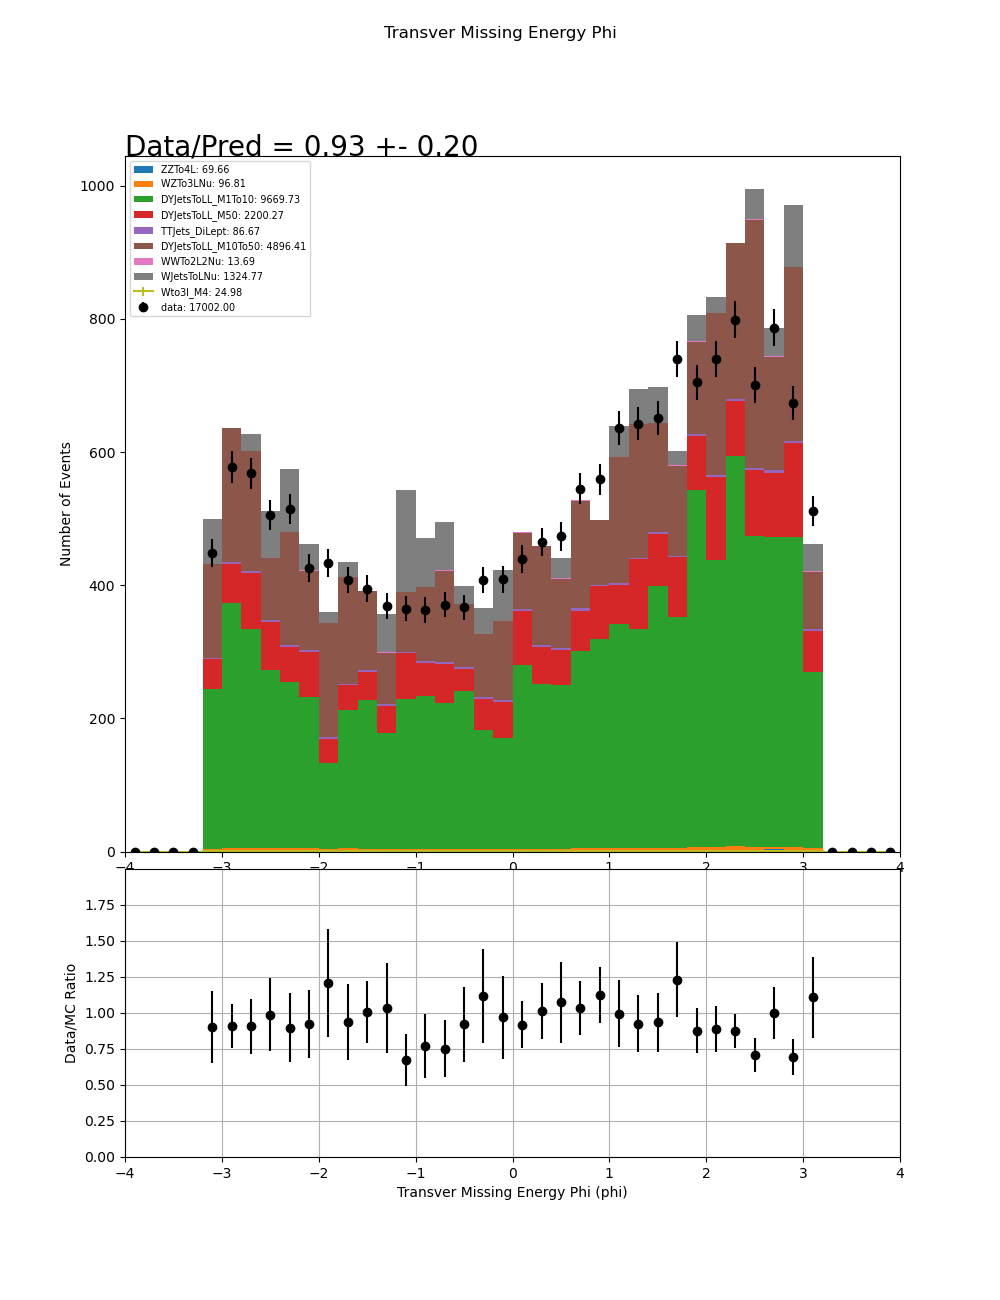 Transver Missing Energy Phi
Data/Pred = 0.93 +- 0.20
ZZTo4L: 69.66
WZTo3LNu: 96.81
DYJetsToLL_M1To10: 9669.73
DYJetsToLL_M50: 2200.27
TTJets_DiLept: 86.67
DYJetsToLL_M10To50: 4896.41
WWTo2L2Nu: 13.69
WJetsToLNu: 1324.77
Wto3l_M4: 24.98
data: 17002.00
Number of Events
1000
800
600
400
200
0
−4 −3 −2 −1 0 1 2 3 4
Data/MC Ratio
1.75
1.50
1.25
1.00
0.75
0.50
0.25
0.00
−4 −3 −2 −1 0 1 2 3 4
Transver Missing Energy Phi (phi)